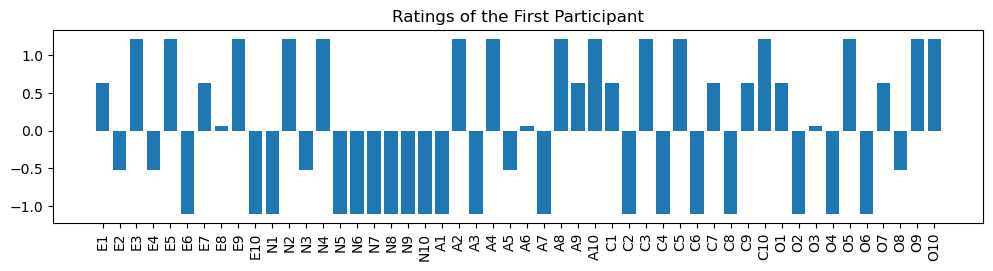 Ratings of the First Participant
1.0
0.5
0.0
−0.5
−1.0
E1 E2 E3 E4 E5 E6 E7 E8 E9 E10 N1 N2 N3 N4 N5 N6 N7 N8 N9 N10 A1 A2 A3 A4 A5 A6 A7 A8 A9 A10 C1 C2 C3 C4 C5 C6 C7 C8 C9 C10 O1 O2 O3 O4 O5 O6 O7 O8 O9 O10